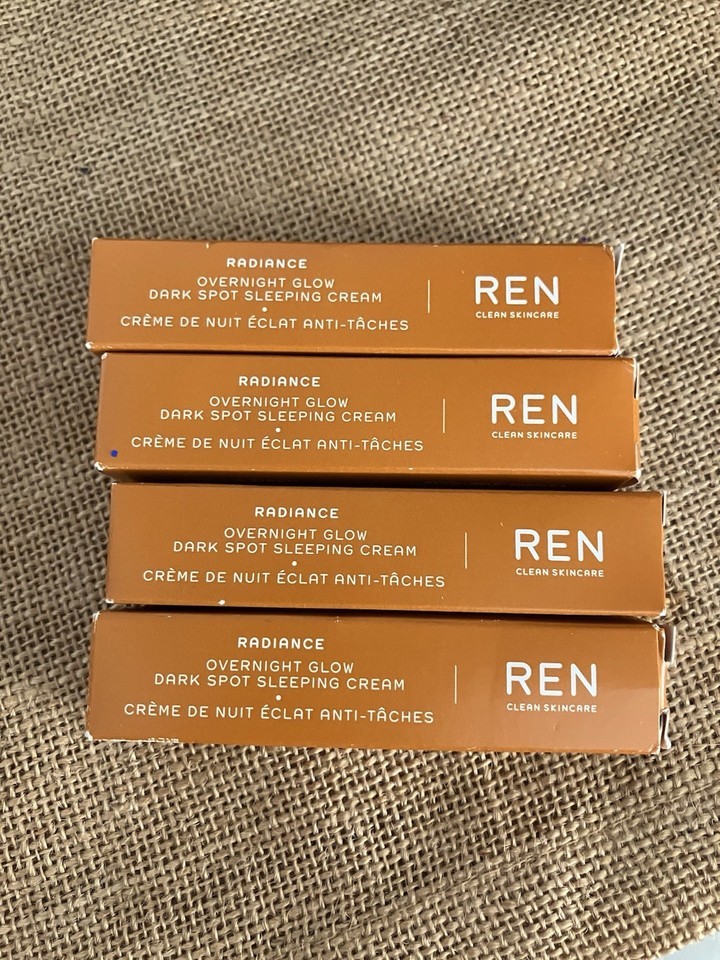 RADIANCE
OVERNIGHT GLOW
DARK SPOT SLEEPING CREAM
CRÈME DE NUIT ÉCLAT ANTI-TÂCHES
REN
CLEAN SKINCARE
RADIANCE
OVERNIGHT GLOW
DARK SPOT SLEEPING CREAM
CRÈME DE NUIT ÉCLAT ANTI-TÂCHES
REN
CLEAN SKINCARE
RADIANCE
OVERNIGHT GLOW
DARK SPOT SLEEPING CREAM
CRÈME DE NUIT ÉCLAT ANTI-TÂCHES
REN
CLEAN SKINCARE
RADIANCE
OVERNIGHT GLOW
DARK SPOT SLEEPING CREAM
CRÈME DE NUIT ÉCLAT ANTI-TÂCHES
REN
CLEAN SKINCARE